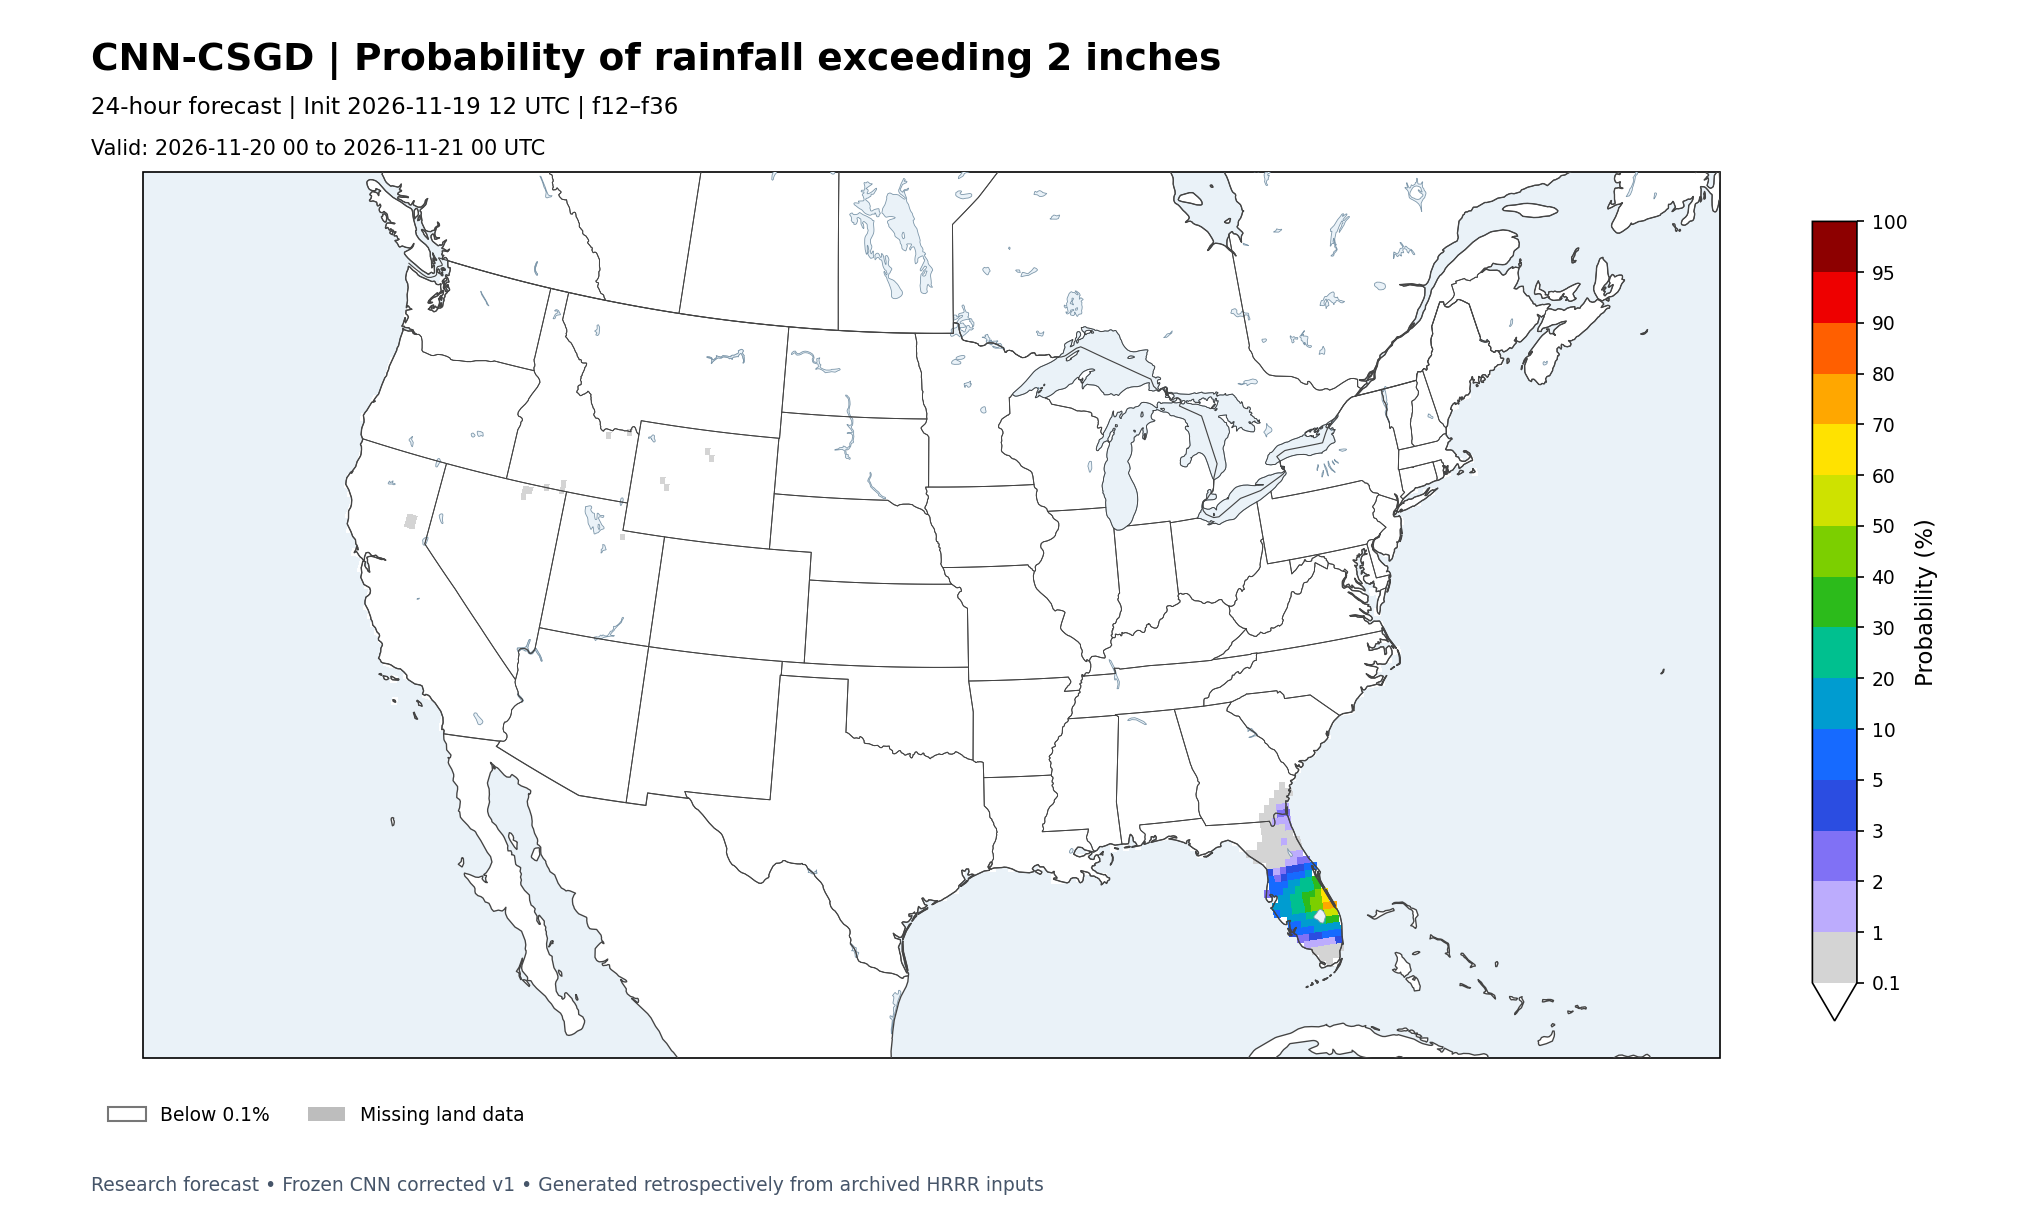 CNN-CSGD | Probability of rainfall exceeding 2 inches
24-hour forecast | Init 2026-11-19 12 UTC | f12–f36
Valid: 2026-11-20 00 to 2026-11-21 00 UTC
100
95
90
80
70
60
50
40
30
20
10
5
3
2
1
0.1
Probability (%)
Below 0.1%
Missing land data
Research forecast • Frozen CNN corrected v1 • Generated retrospectively from archived HRRR inputs